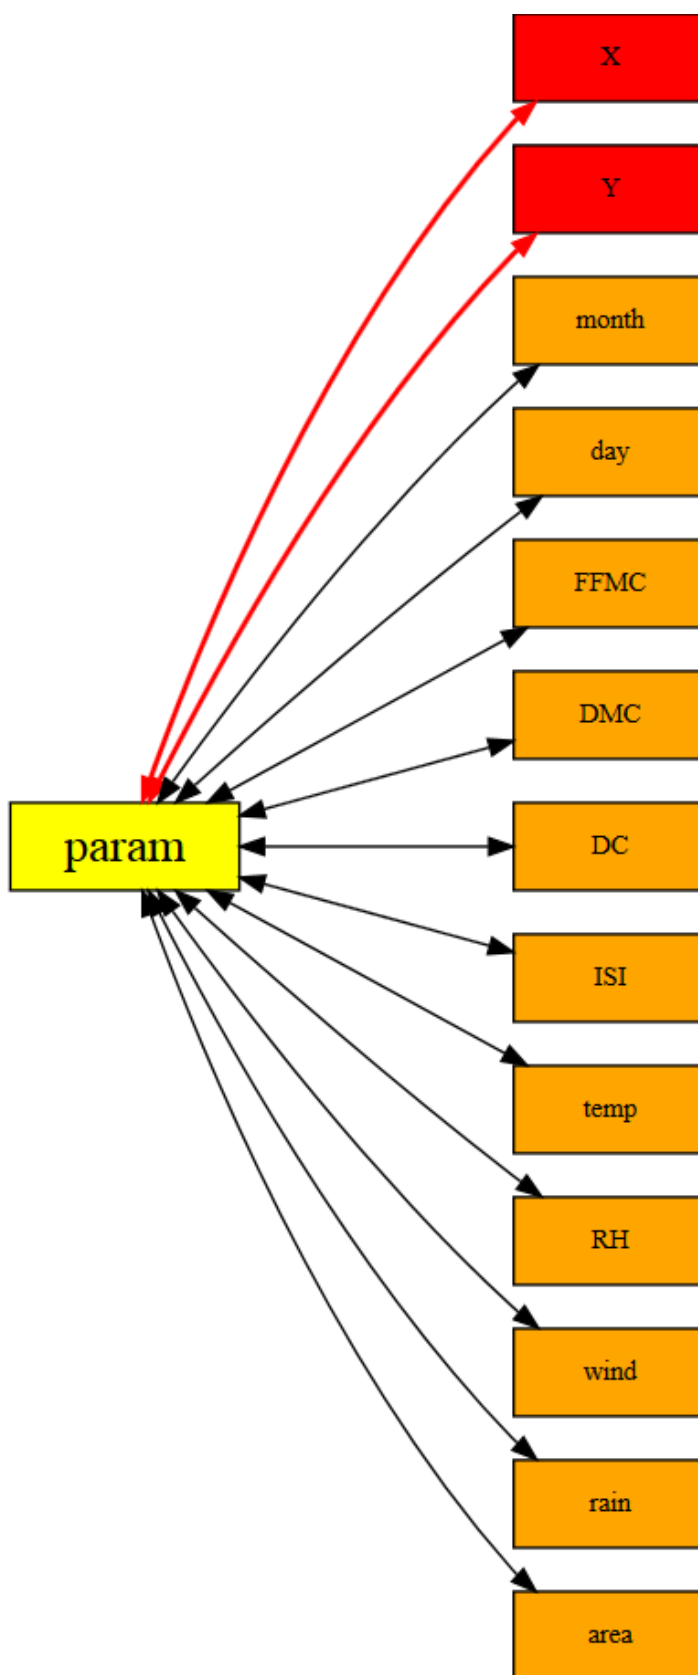 X
Y
month
day
FFMC
DMC
param
DC
ISI
temp
RH
wind
rain
area